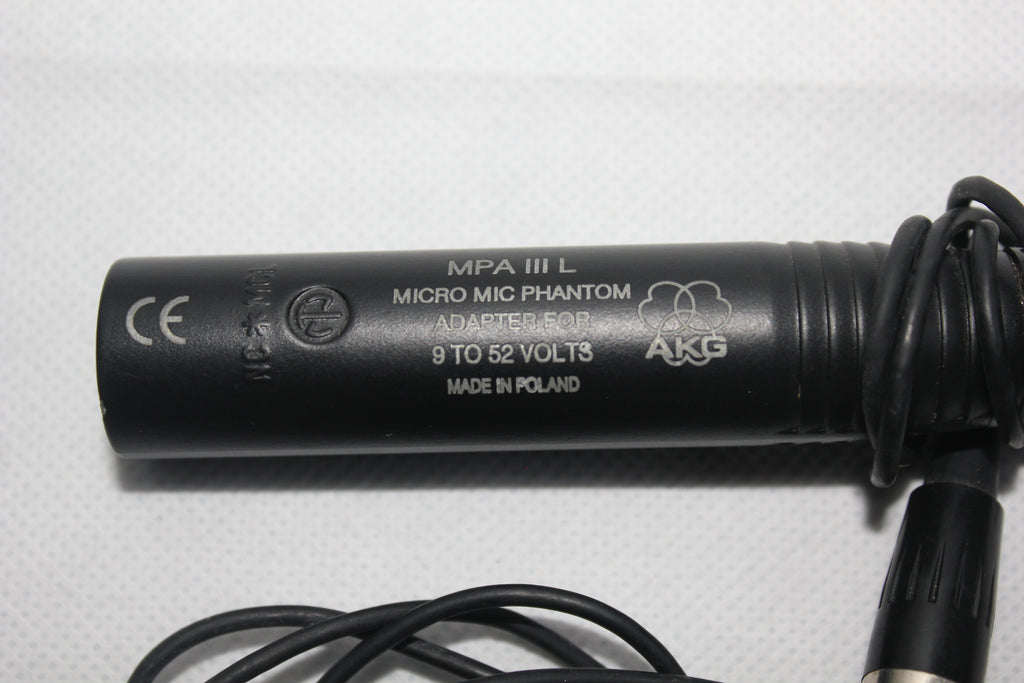 CE
MPA III L
MICRO MIC PHANTOM
ADAPTER FOR
9 TO 52 VOLTS
MADE IN POLAND
AKG